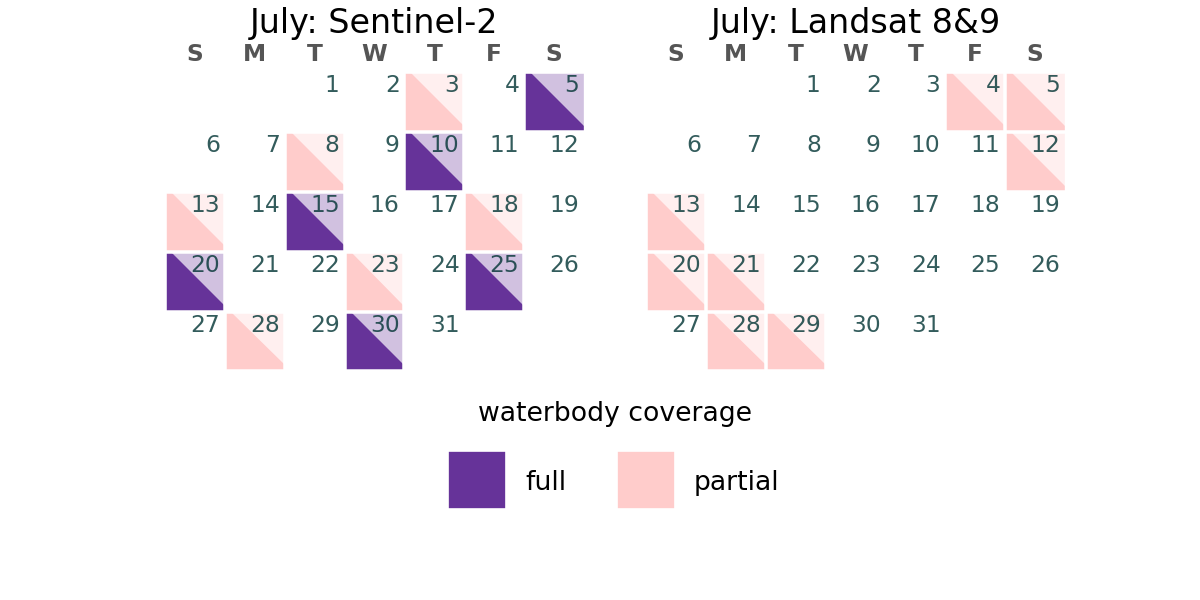 July: Sentinel-2
S M T W T F S
1 2 3 4 5
6 7 8 9 10 11 12
13 14 15 16 17 18 19
20 21 22 23 24 25 26
27 28 29 30 31
July: Landsat 8&9
S M T W T F S
1 2 3 4 5
6 7 8 9 10 11 12
13 14 15 16 17 18 19
20 21 22 23 24 25 26
27 28 29 30 31
waterbody coverage
full partial